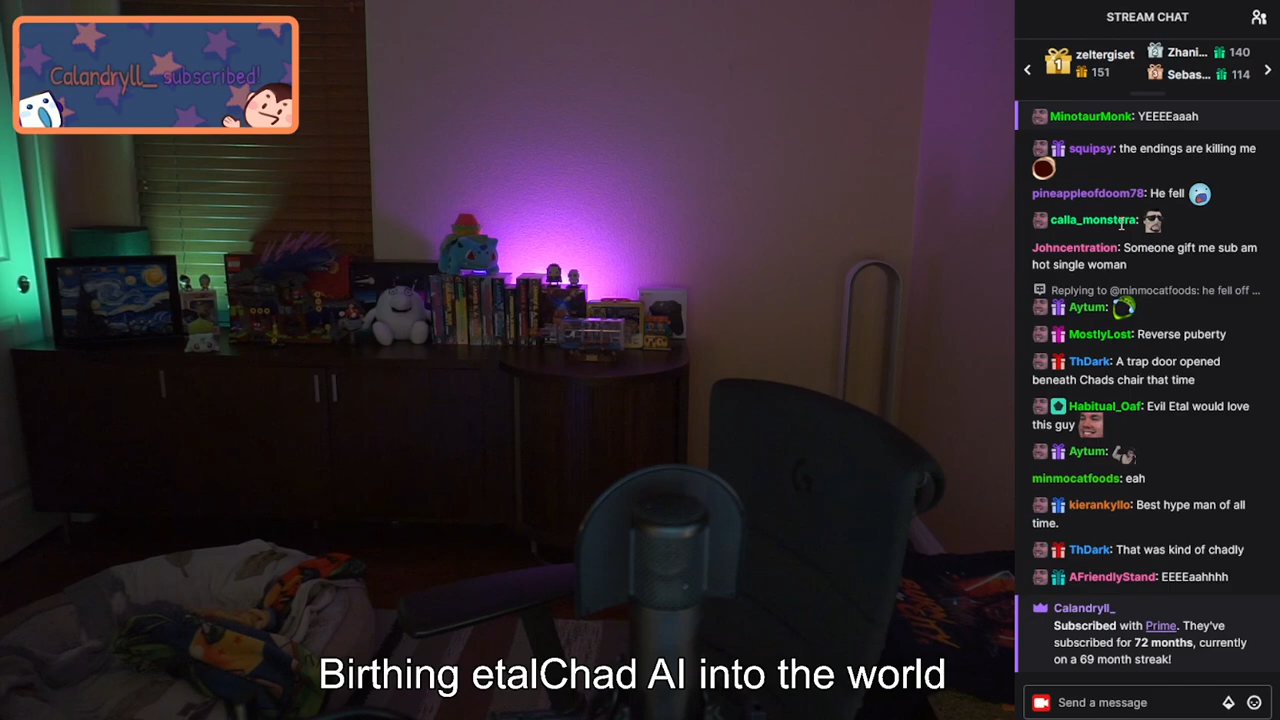 Calandryll_ subscribed!
STREAM CHAT
1 zeltergiset
151
2 Zhani... 140
3 Sebas... 114
MinotaurMonk: YEEEEaaah
squipsy: the endings are killing me
pineappleofdoom78: He fell
calla_monstera:
Johncentration: Someone gift me sub am
hot single woman
Replying to @minmocatfoods: he fell off ...
Aytum:
MostlyLost: Reverse puberty
ThDark: A trap door opened
beneath Chads chair that time
Habitual_Oaf: Evil Etal would love
this guy
Aytum:
minmocatfoods: eah
kierankyllo: Best hype man of all
time.
ThDark: That was kind of chadly
AFriendlyStand: EEEEaahhhh
Calandryll_
Subscribed with Prime. They've
subscribed for 72 months, currently
on a 69 month streak!
Send a message
Birthing etalChad AI into the world